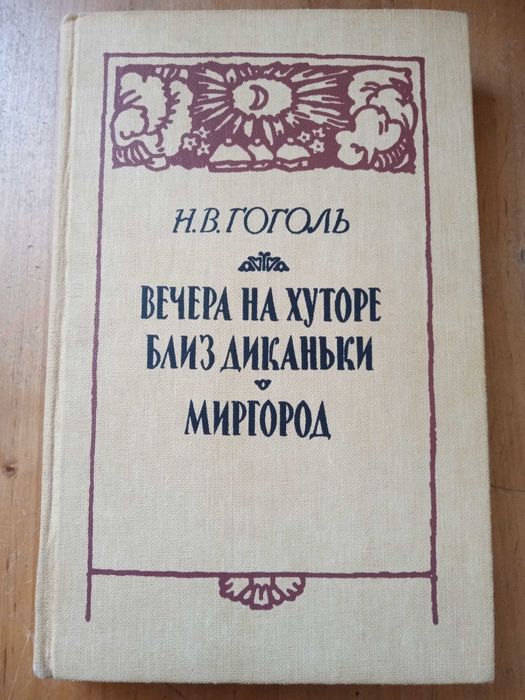 Н.В.ГОГОЛЬ
ВЕЧЕРА НА ХУТОРЕ
БЛИЗ ДИКАНЬКИ
МИРГОРОД